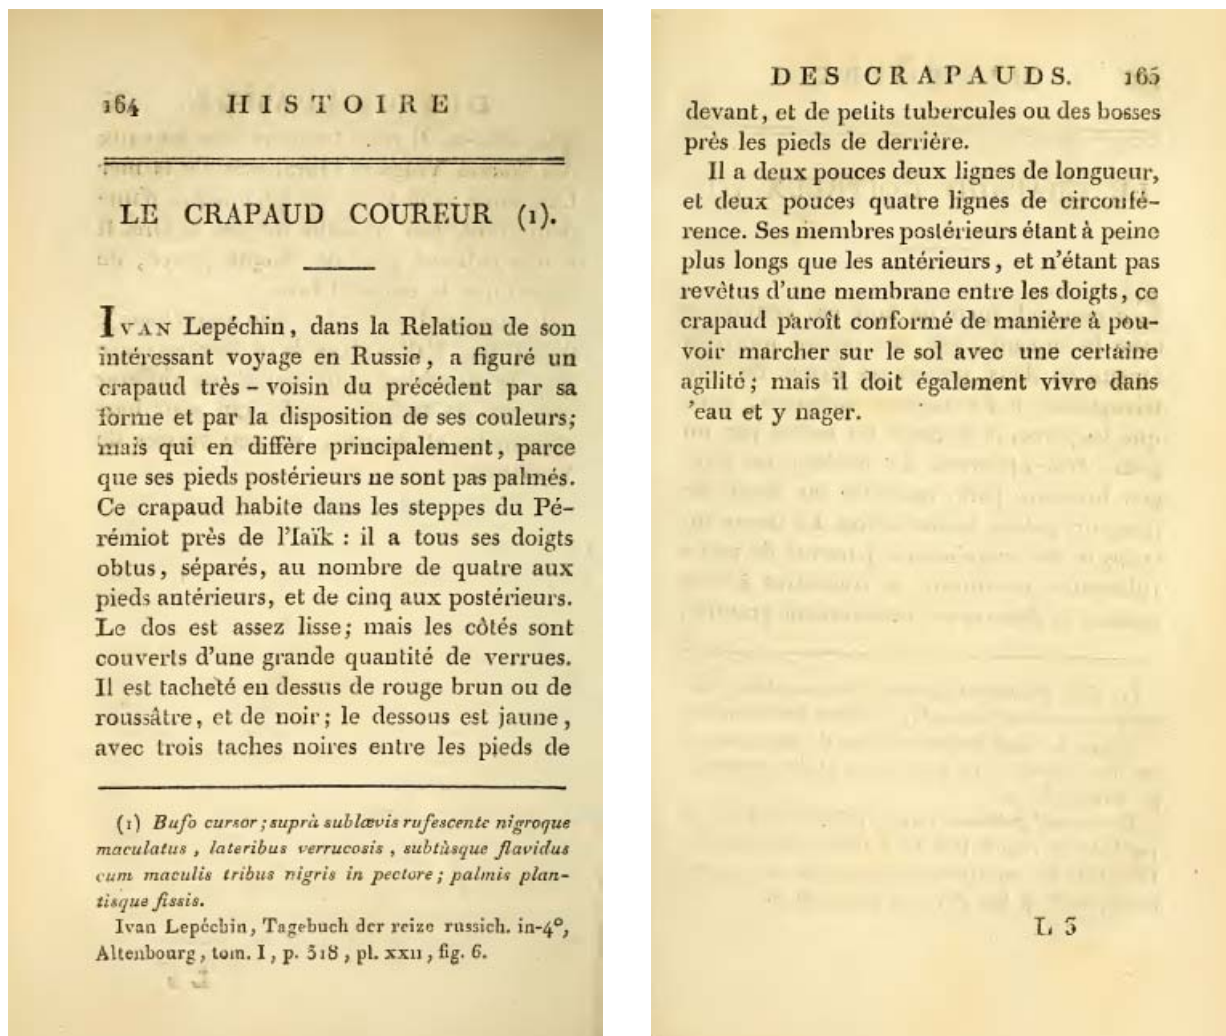 164 HISTOIRE
LE CRAPAUD COUREUR (1).
IVAN Lepéchin, dans la Relation de son
intéressant voyage en Russie, a figuré un
crapaud très-voisin du précédent par sa
forme et par la disposition de ses couleurs;
mais qui en diffère principalement, parce
que ses pieds postérieurs ne sont pas palmés.
Ce crapaud habite dans les steppes du Pé-
rémiot près de l'Iaïk : il a tous ses doigts
obtus, séparés, au nombre de quatre aux
pieds antérieurs, et de cinq aux postérieurs.
Le dos est assez lisse; mais les côtés sont
couverts d'une grande quantité de verrues.
Il est tacheté en dessus de rouge brun ou de
roussâtre, et de noir; le dessous est jaune,
avec trois taches noires entre les pieds de
(1) Bufo cursor; suprà sublævis rufescente nigroque
maculatus, lateribus verrucosis, subtùsque flavidus
cum maculis tribus nigris in pectore; palmis plan-
tisque fissis.
Ivan Lepéchin, Tagebuch der reize russich. in-4°,
Altenbourg, tom. I, p. 318, pl. XXII, fig. 6.
DES CRAPAUDS. 165
devant, et de petits tubercules ou des bosses
près les pieds de derrière.
Il a deux pouces deux lignes de longueur,
et deux pouces quatre lignes de circonfé-
rence. Ses membres postérieurs étant à peine
plus longs que les antérieurs, et n'étant pas
revêtus d'une membrane entre les doigts, ce
crapaud paroît conformé de manière à pou-
voir marcher sur le sol avec une certaine
agilité; mais il doit également vivre dans
'eau et y nager.
L 3